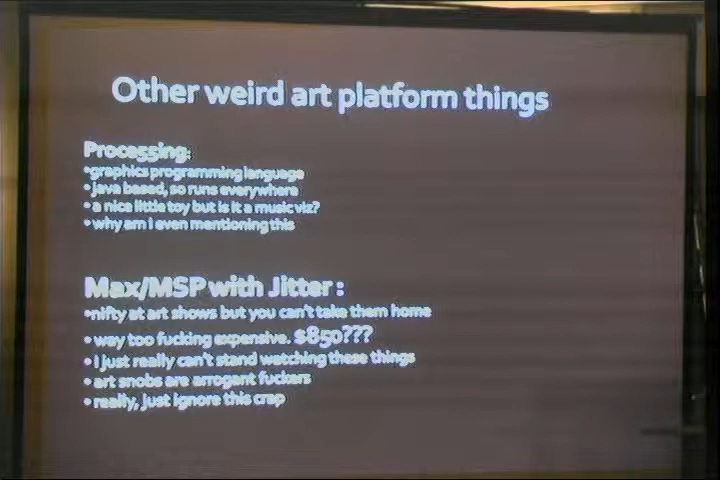 Other weird art platform things
Processing:
•graphics programming language
• java based, so runs everywhere
• a nice little toy but is it a music viz?
• why am i even mentioning this
Max/MSP with Jitter :
•nifty at art shows but you can't take them home
• way too fucking expensive. $850???
• I just really can't stand watching these things
• art snobs are arrogant fuckers
• really, just ignore this crap